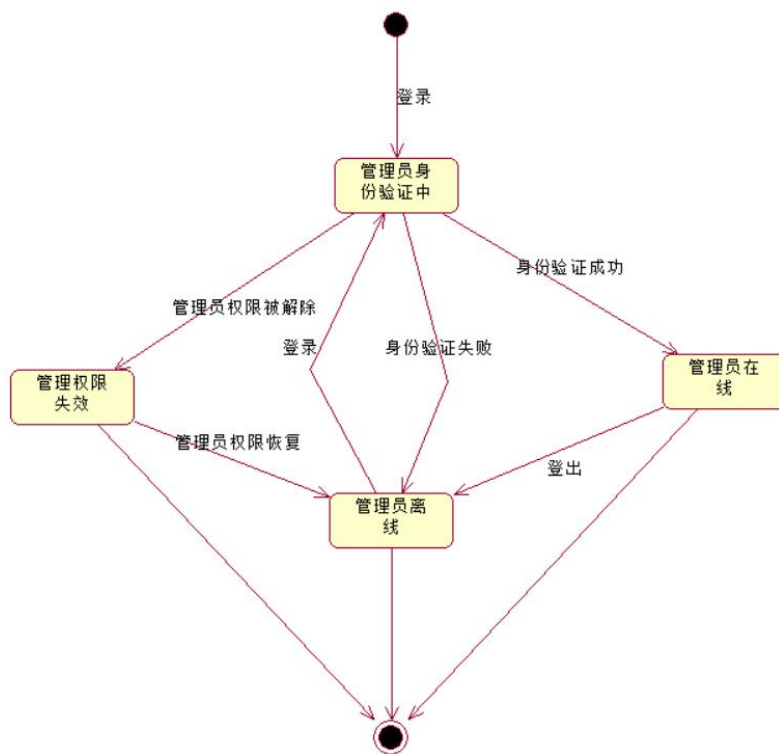 登录
管理员身
份验证中
身份验证成功
管理员权限被解除
登录
身份验证失败
管理权限
失效
管理员在
线
管理员权限恢复
登出
管理员离
线